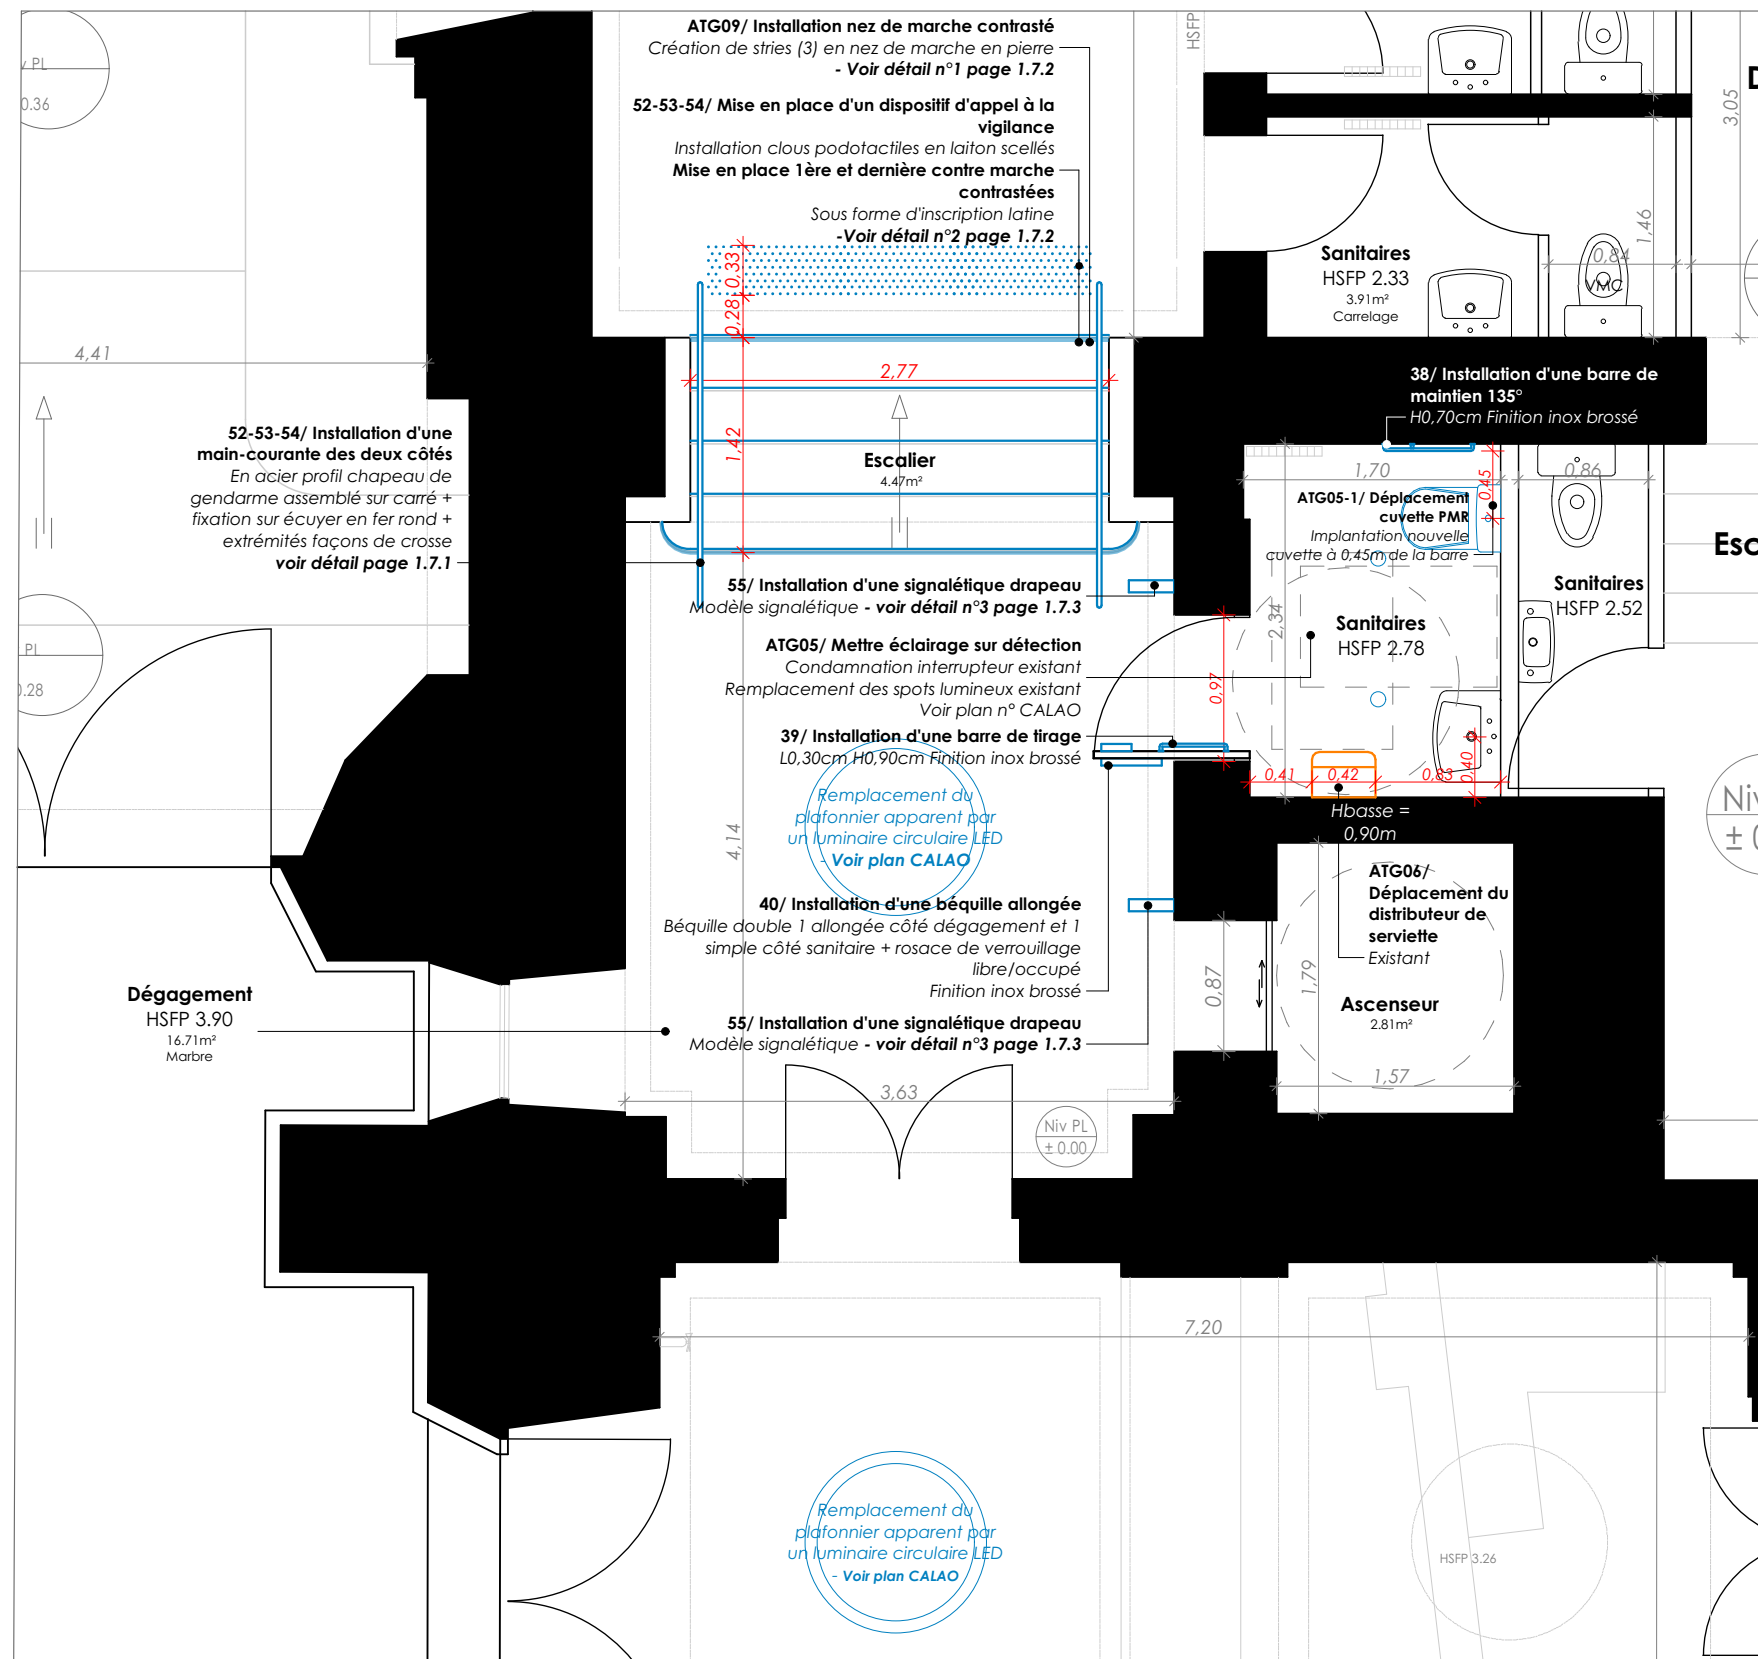 ATG09/ Installation nez de marche contrasté
Création de stries (3) en nez de marche en pierre
- Voir détail n°1 page 1.7.2
52-53-54/ Mise en place d'un dispositif d'appel à la
vigilance
Installation clous podotactiles en laiton scellés
Mise en place 1ère et dernière contre marche
contrastées
Sous forme d'inscription latine
-Voir détail n°2 page 1.7.2
HSFP
PL
0.36
3,05
Sanitaires
HSFP 2.33
3.91m²
Carrelage
1,46
0,84
VMC
0,33
0,28
4,41
2,77
1,42
Escalier
4.47m²
38/ Installation d'une barre de
maintien 135°
H0,70cm Finition inox brossé
52-53-54/ Installation d'une
main-courante des deux côtés
En acier profil chapeau de
gendarme assemblé sur carré +
fixation sur écuyer en fer rond +
extrémités façons de crosse
voir détail page 1.7.1
1,70
0,86
0,45
ATG05-1/ Déplacement
cuvette PMR
Implantation nouvelle
cuvette à 0,45m de la barre
Esc
55/ Installation d'une signalétique drapeau
Modèle signalétique - voir détail n°3 page 1.7.3
Sanitaires
HSFP 2.52
2,34
Sanitaires
HSFP 2.78
ATG05/ Mettre éclairage sur détection
Condamnation interrupteur existant
Remplacement des spots lumineux existant
Voir plan n° CALAO
PL
0.28
0,97
39/ Installation d'une barre de tirage
L0,30cm H0,90cm Finition inox brossé
0,40
0,41
0,42
0,83
Remplacement du
plafonnier apparent par
un luminaire circulaire LED
- Voir plan CALAO
4,14
Hbasse =
0,90m
Niv
± 0
40/ Installation d'une béquille allongée
Béquille double 1 allongée côté dégagement et 1
simple côté sanitaire + rosace de verrouillage
libre/occupé
Finition inox brossé
ATG06/
Déplacement du
distributeur de
serviette
Existant
0,87
1,79
Ascenseur
2.81m²
Dégagement
HSFP 3.90
16.71m²
Marbre
55/ Installation d'une signalétique drapeau
Modèle signalétique - voir détail n°3 page 1.7.3
1,57
3,63
Niv PL
± 0.00
7,20
Remplacement du
plafonnier apparent par
un luminaire circulaire LED
- Voir plan CALAO
HSFP 3.26